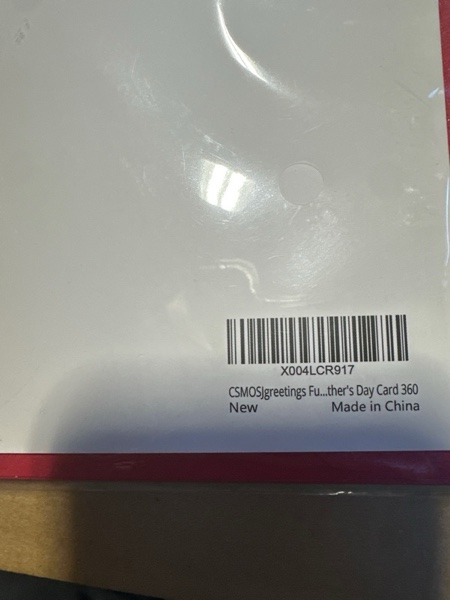 X004LCR917
CSMOSJgreetings Fu...ther's Day Card 360
New Made in China